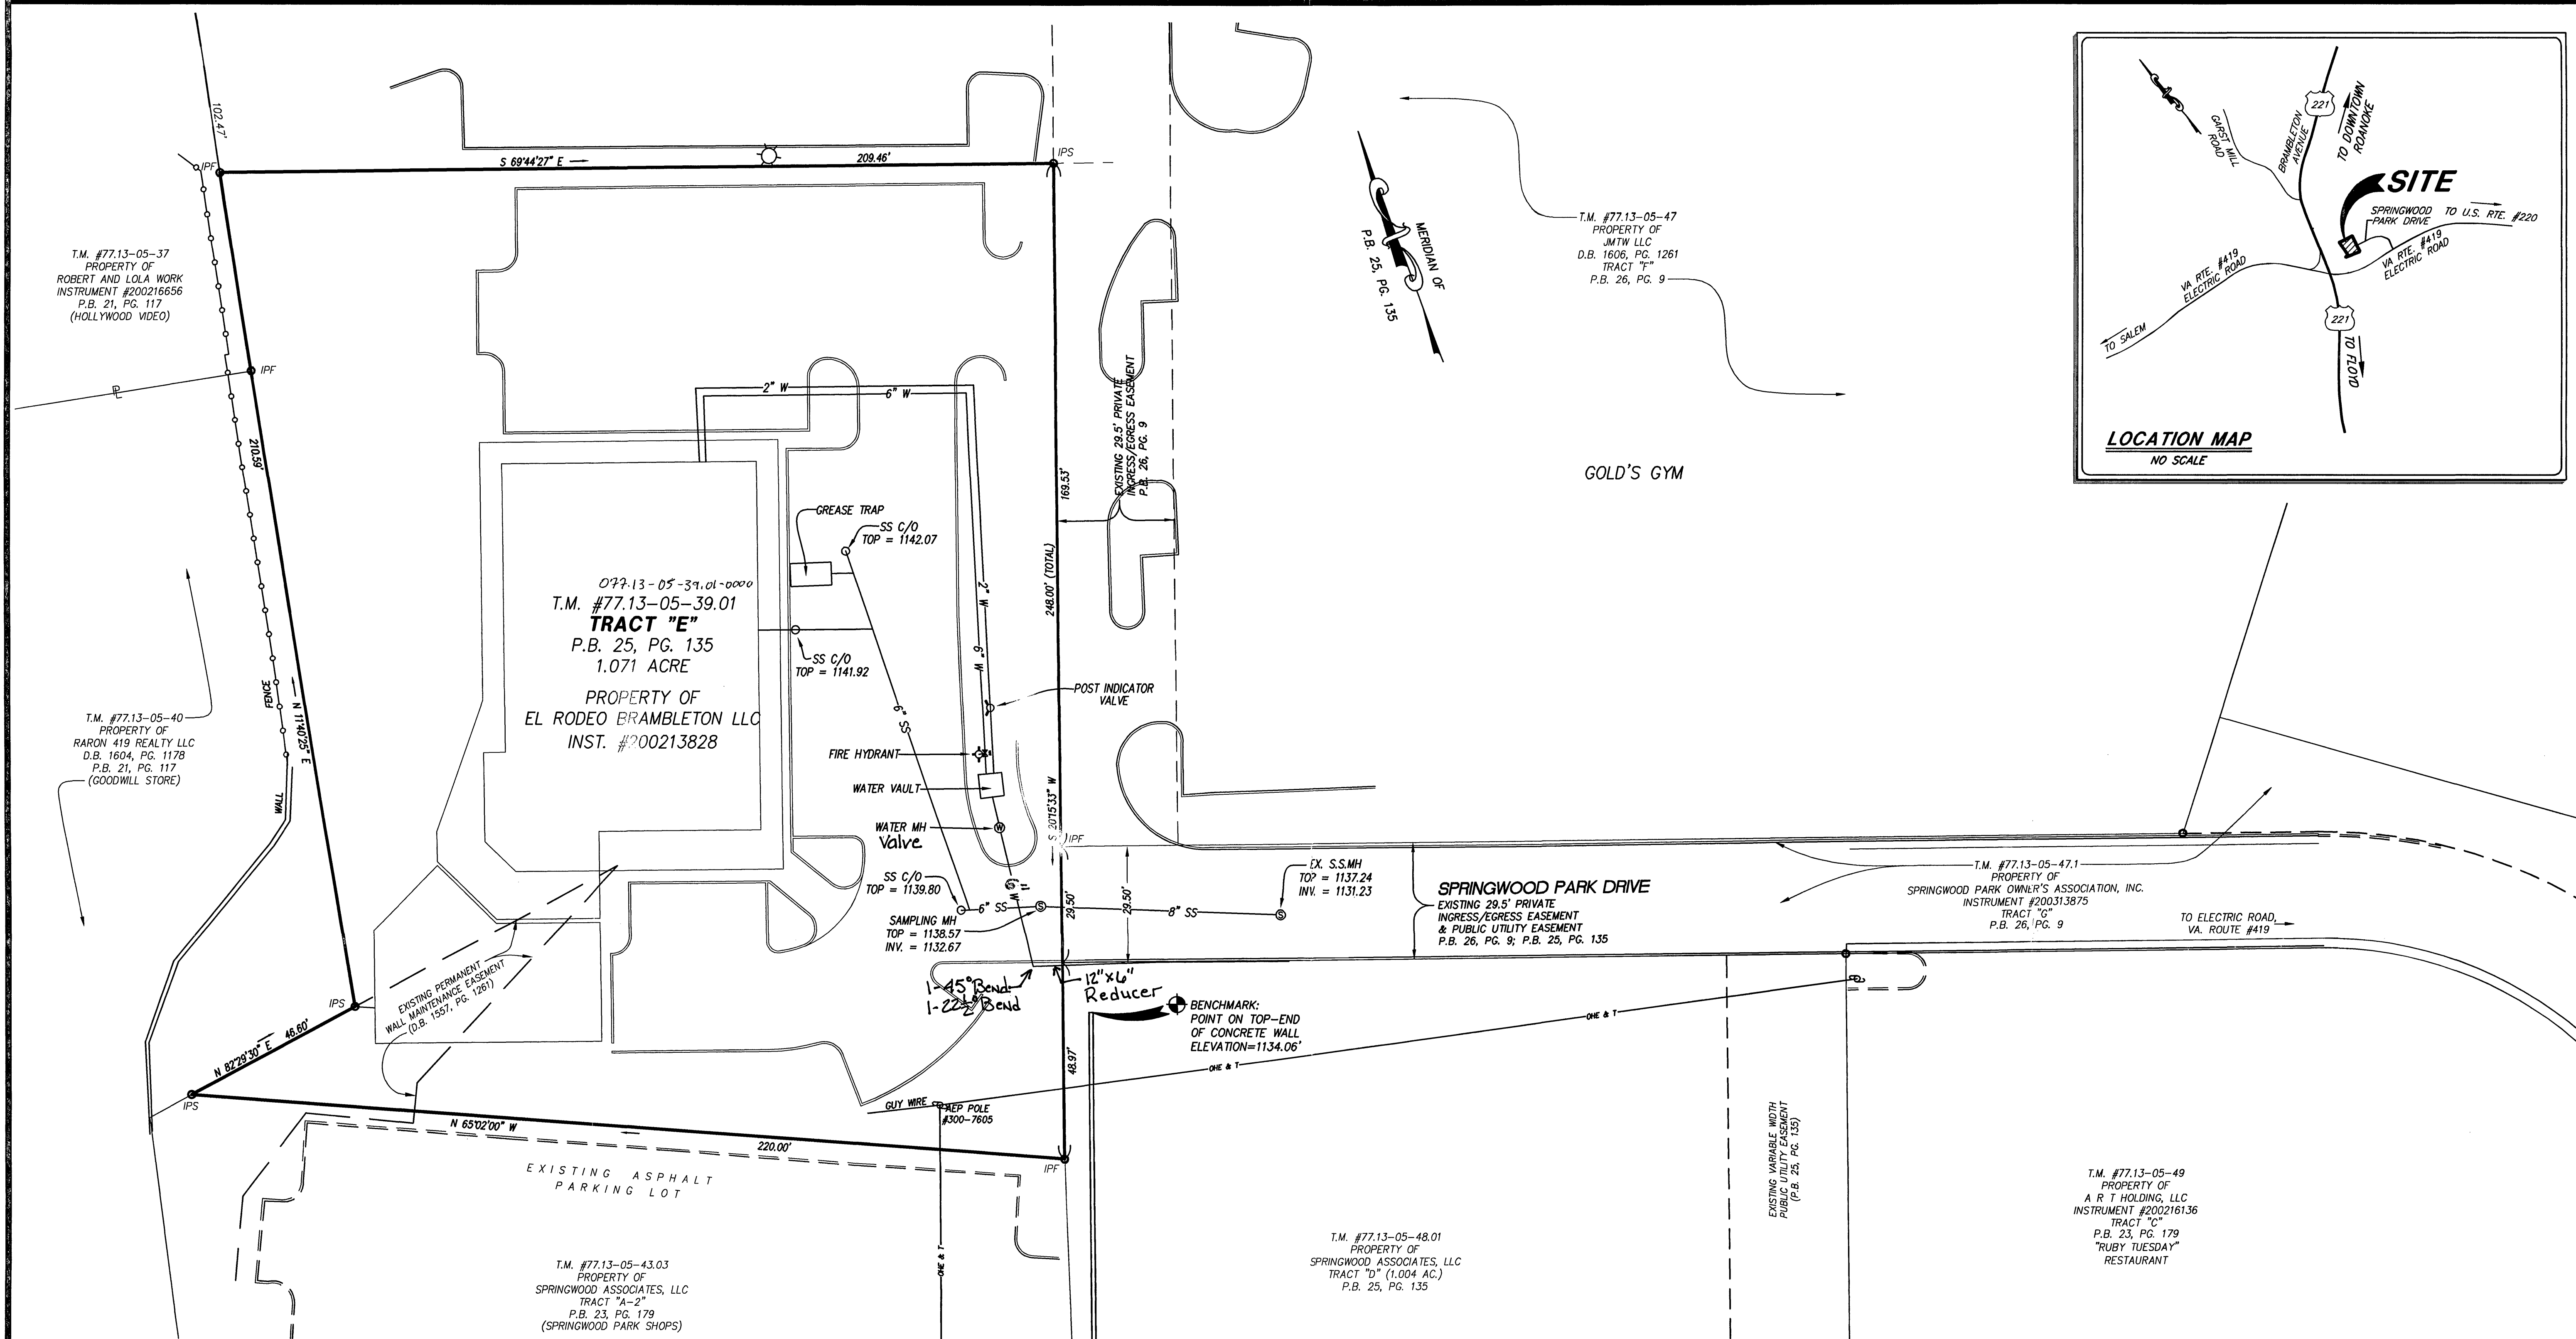 102.47'
IPF
S 69°44'27" E
209.46'
IPS
T.M. #77.13-05-37
PROPERTY OF
ROBERT AND LOLA WORK
INSTRUMENT #200216656
P.B. 21, PG. 117
(HOLLYWOOD VIDEO)
IPF
PL
210.59'
N 11°40'25" E
FENCE
WALL
T.M. #77.13-05-40
PROPERTY OF
RARON 419 REALTY LLC
D.B. 1604, PG. 1178
P.B. 21, PG. 117
(GOODWILL STORE)
2" W
6" W
GREASE TRAP
SS C/O
TOP = 1142.07
077.13-05-39.01-0000
T.M. #77.13-05-39.01
TRACT "E"
P.B. 25, PG. 135
1.071 ACRE
PROPERTY OF
EL RODEO BRAMBLETON LLC
INST. #200213828
SS C/O
TOP = 1141.92
6" SS
2" W
6" W
POST INDICATOR
VALVE
FIRE HYDRANT
WATER VAULT
WATER MH
Valve
6" W
SS C/O
TOP = 1139.80
6" SS
SAMPLING MH
TOP = 1138.57
INV. = 1132.67
8" SS
EX. S.S.MH
TOP = 1137.24
INV. = 1131.23
169.53'
248.00' (TOTAL)
S 20°15'33" W
IPF
29.50'
29.50'
48.97'
EXISTING 29.5' PRIVATE
INGRESS/EGRESS EASEMENT
P.B. 26, PG. 9
MERIDIAN OF
P.B. 25, PG. 135
T.M. #77.13-05-47
PROPERTY OF
JMTW LLC
D.B. 1606, PG. 1261
TRACT "F"
P.B. 26, PG. 9
GOLD'S GYM
GARST MILL
ROAD
BRAMBLETON
AVENUE
221
TO DOWNTOWN
ROANOKE
SITE
SPRINGWOOD
PARK DRIVE
TO U.S. RTE. #220
VA RTE. #419
ELECTRIC ROAD
VA RTE. #419
ELECTRIC ROAD
TO SALEM
221
TO FLOYD
LOCATION MAP
NO SCALE
SPRINGWOOD PARK DRIVE
EXISTING 29.5' PRIVATE
INGRESS/EGRESS EASEMENT
& PUBLIC UTILITY EASEMENT
P.B. 26, PG. 9; P.B. 25, PG. 135
T.M. #77.13-05-47.1
PROPERTY OF
SPRINGWOOD PARK OWNER'S ASSOCIATION, INC.
INSTRUMENT #200313875
TRACT "G"
P.B. 26, PG. 9
TO ELECTRIC ROAD,
VA. ROUTE #419
1-45° Bend
1-22½° Bend
12"x6"
Reducer
BENCHMARK:
POINT ON TOP-END
OF CONCRETE WALL
ELEVATION=1134.06'
OHE & T
OHE & T
EXISTING PERMANENT
WALL MAINTENANCE EASEMENT
(D.B. 1557, PG. 1261)
IPS
46.60'
N 82°29'30" E
IPS
N 65°02'00" W
220.00'
IPF
GUY WIRE
AEP POLE
#300-7605
OHE & T
EXISTING ASPHALT
PARKING LOT
T.M. #77.13-05-43.03
PROPERTY OF
SPRINGWOOD ASSOCIATES, LLC
TRACT "A-2"
P.B. 23, PG. 179
(SPRINGWOOD PARK SHOPS)
T.M. #77.13-05-48.01
PROPERTY OF
SPRINGWOOD ASSOCIATES, LLC
TRACT "D" (1.004 AC.)
P.B. 25, PG. 135
EXISTING VARIABLE WIDTH
PUBLIC UTILITY EASEMENT
(P.B. 25, PG. 135)
T.M. #77.13-05-49
PROPERTY OF
A R T HOLDING, LLC
INSTRUMENT #200216136
TRACT "C"
P.B. 23, PG. 179
"RUBY TUESDAY"
RESTAURANT